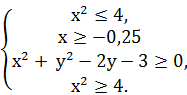 x² ≤ 4,
x ≥ −0,25
x² + y² − 2y − 3 ≥ 0,
x² ≥ 4.